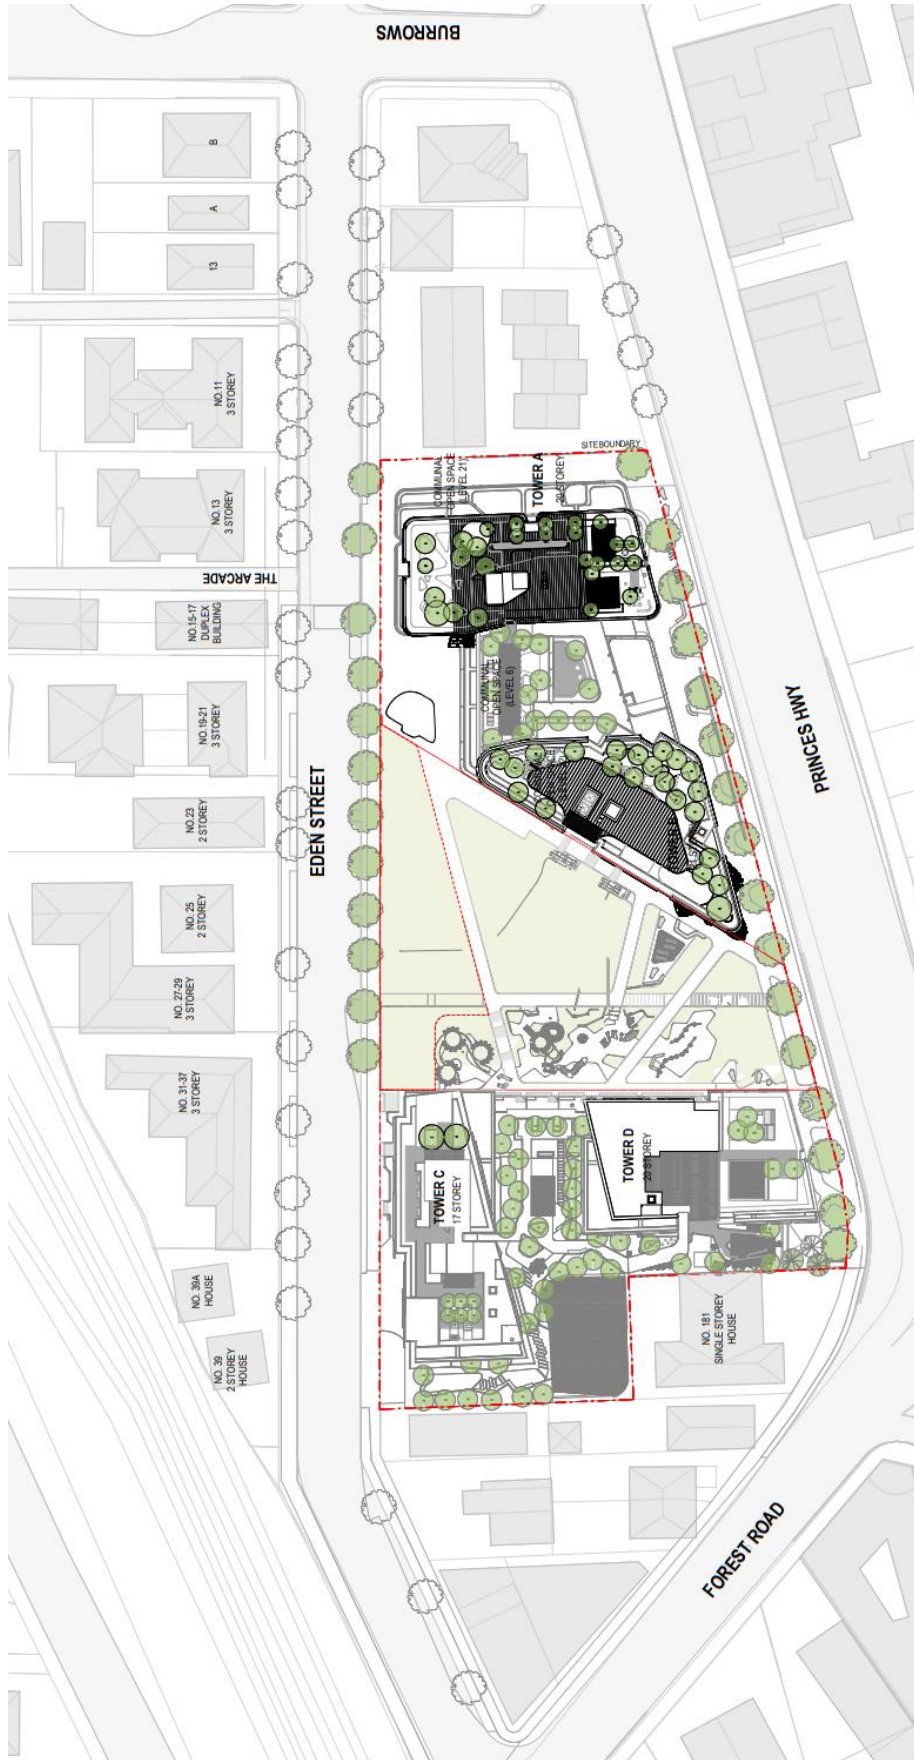 BURROWS
B
A
13
NO.11
3 STOREY
NO.13
3 STOREY
THE ARCADE
NO.15-17
DUPLEX
BUILDING
NO.19-21
3 STOREY
NO.23
2 STOREY
NO. 25
2 STOREY
NO. 27-29
3 STOREY
NO. 31-37
3 STOREY
NO. 39A
HOUSE
NO. 39
2 STOREY
HOUSE
EDEN STREET
SITE BOUNDARY
COMMUNAL
OPEN SPACE
(LEVEL 21)
TOWER A
20 STOREY
COMMUNAL
OPEN SPACE
(LEVEL 6)
PRINCES HWY
TOWER C
17 STOREY
TOWER D
20 STOREY
NO. 181
SINGLE STOREY
HOUSE
FOREST ROAD